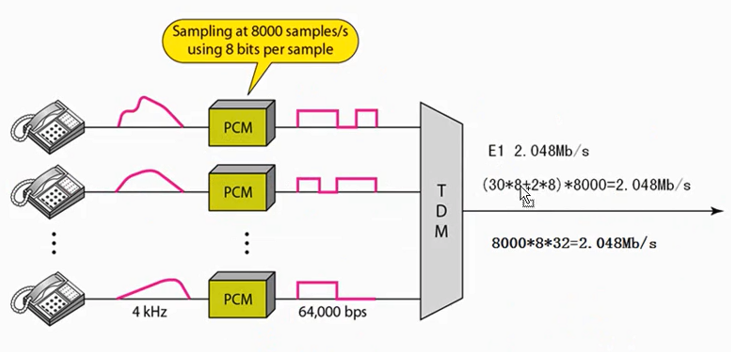 Sampling at 8000 samples/s
using 8 bits per sample
PCM
E1 2.048Mb/s
(30*8+2*8)*8000=2.048Mb/s
PCM
T
D
M
8000*8*32=2.048Mb/s
PCM
4 kHz
64,000 bps